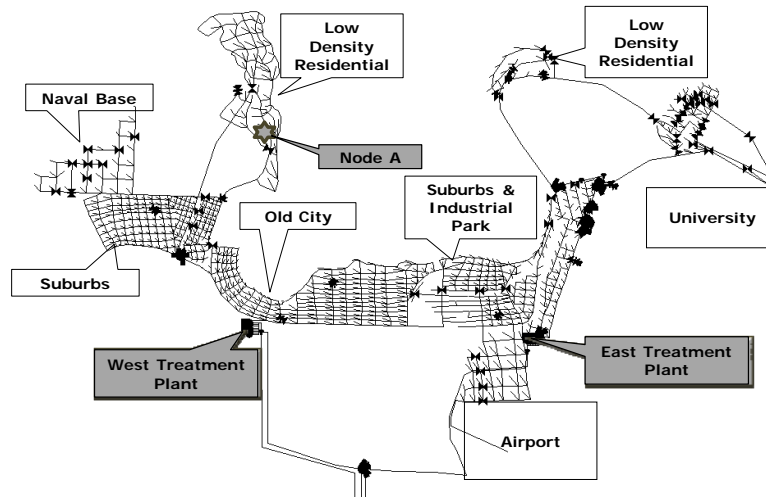 Low
Density
Residential
Low
Density
Residential
Naval Base
Node A
Suburbs &
Industrial
Park
University
Old City
Suburbs
West Treatment
Plant
East Treatment
Plant
Airport